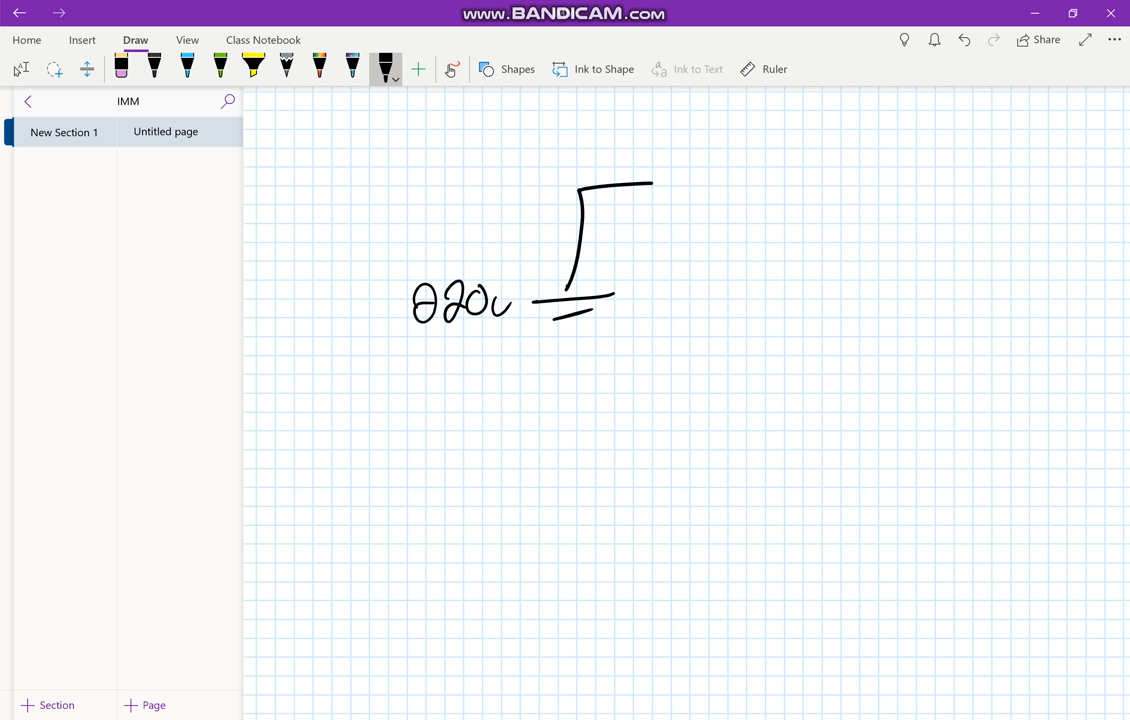 www.BANDICAM.com
Home Insert Draw View Class Notebook Share
Shapes Ink to Shape Ink to Text Ruler
IMM
New Section 1 Untitled page
220v
Section Page